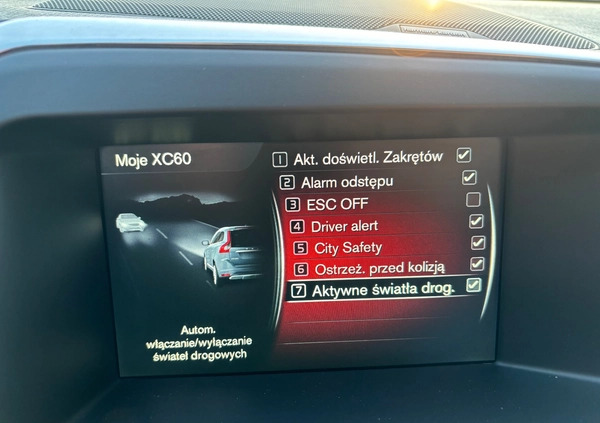 Moje XC60
1 Akt. doświetl. Zakrętów
2 Alarm odstępu
3 ESC OFF
4 Driver alert
5 City Safety
6 Ostrzeż. przed kolizją
7 Aktywne światła drog.
Autom.
włączanie/wyłączanie
świateł drogowych